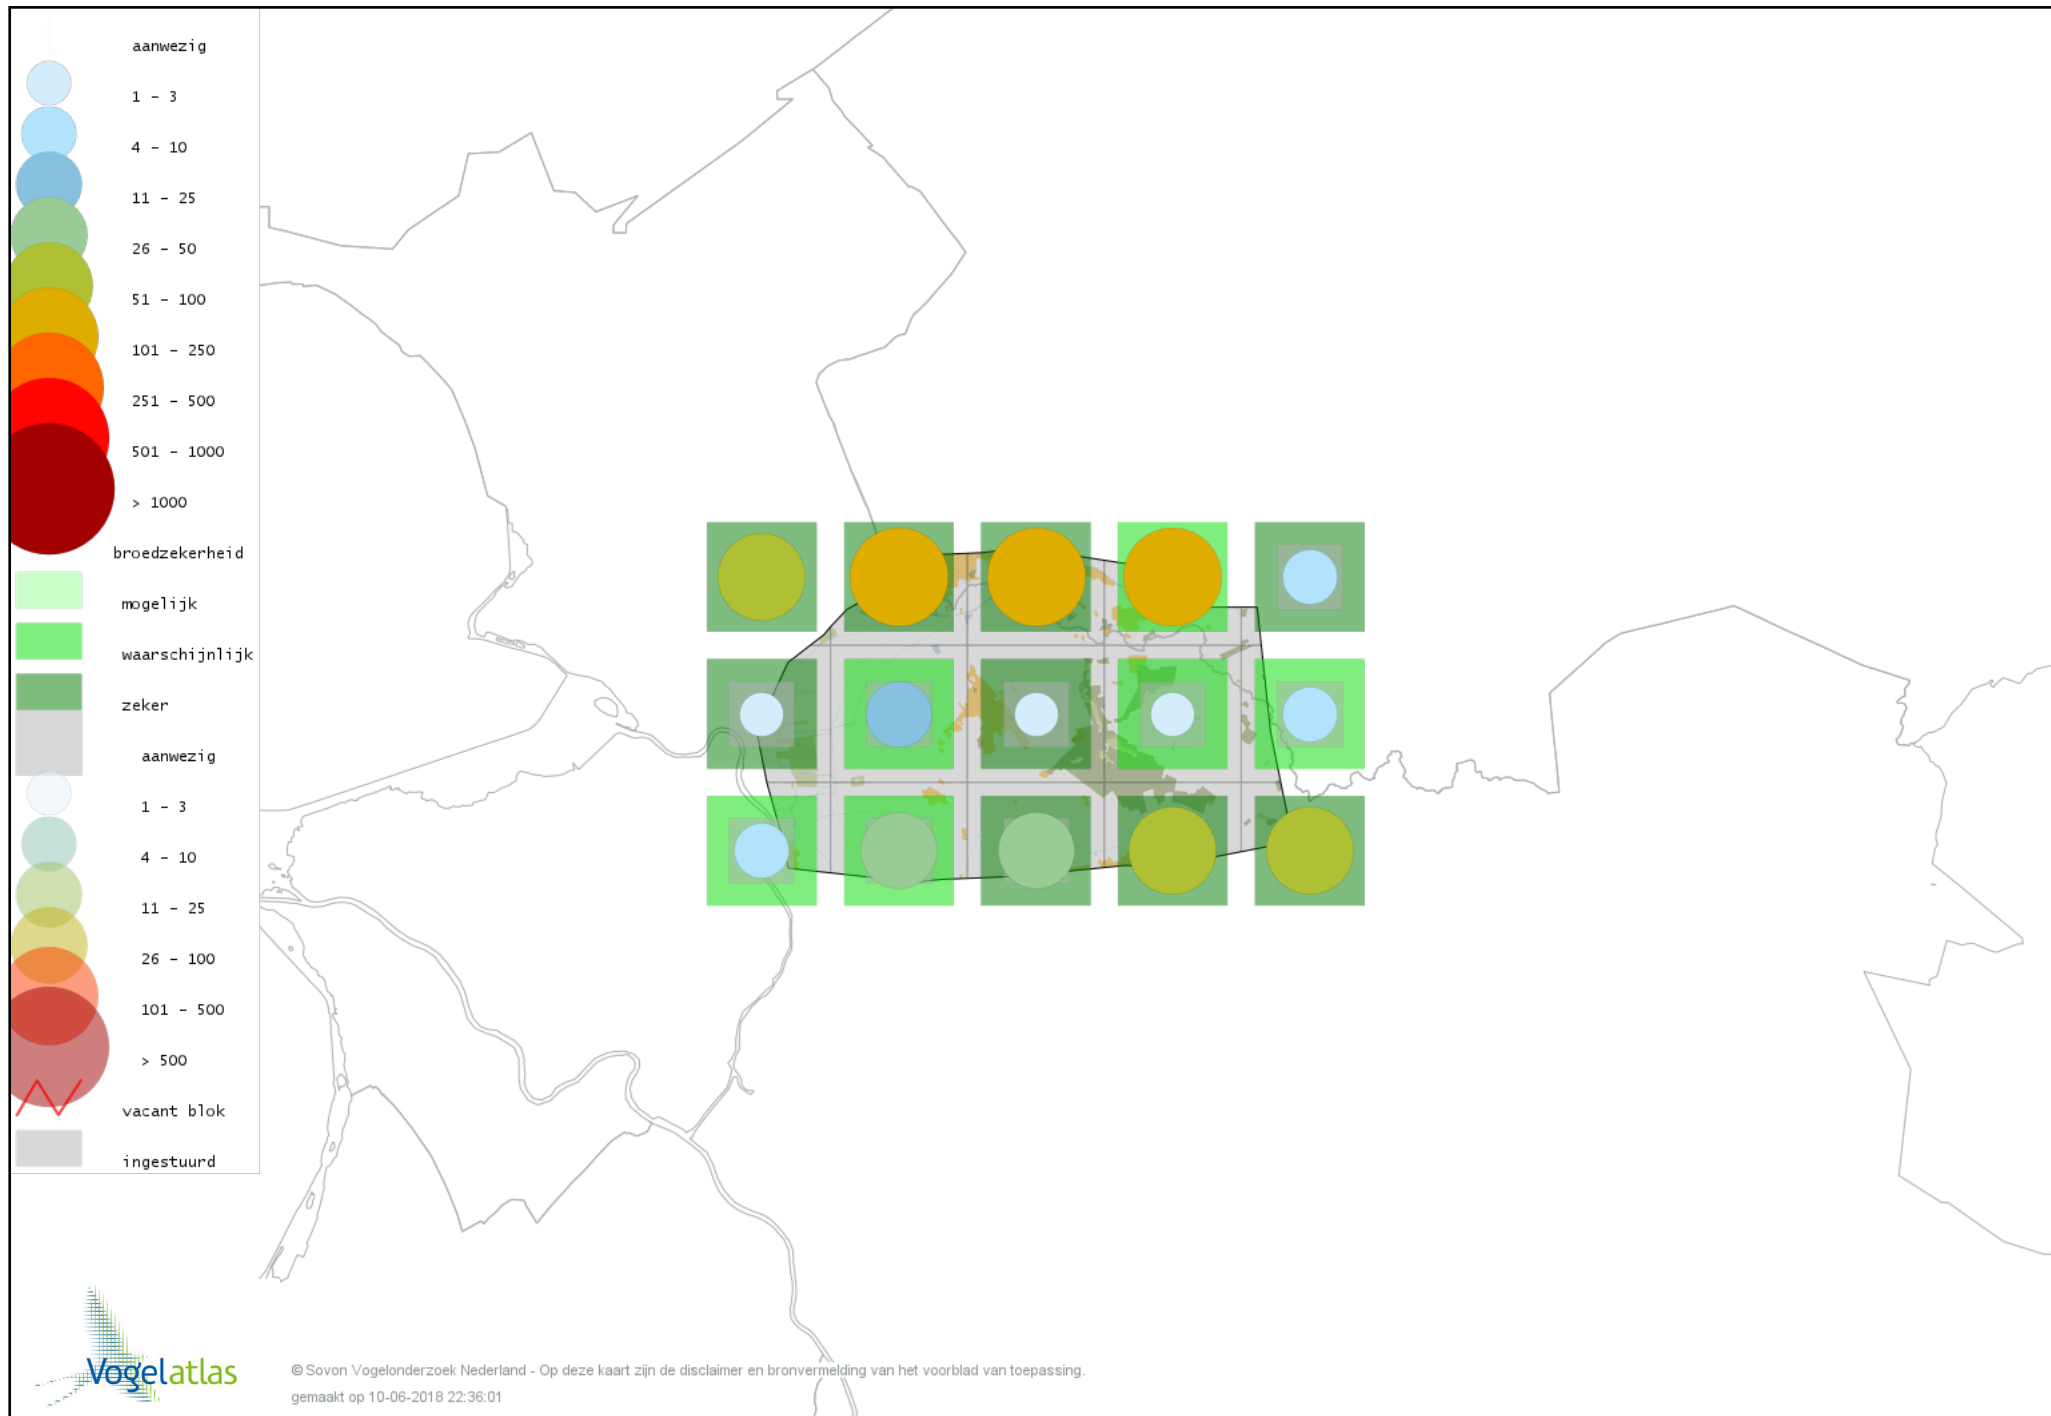 aanwezig
1 - 3
4 - 10
11 - 25
26 - 50
51 - 100
101 - 250
251 - 500
501 - 1000
> 1000
broedzekerheid
mogelijk
waarschijnlijk
zeker
aanwezig
1 - 3
4 - 10
11 - 25
26 - 100
101 - 500
> 500
vacant blok
ingestuurd
Vogelatlas
© Sovon Vogelonderzoek Nederland - Op deze kaart zijn de disclaimer en bronvermelding van het voorblad van toepassing.
gemaakt op 10-06-2018 22:36:01